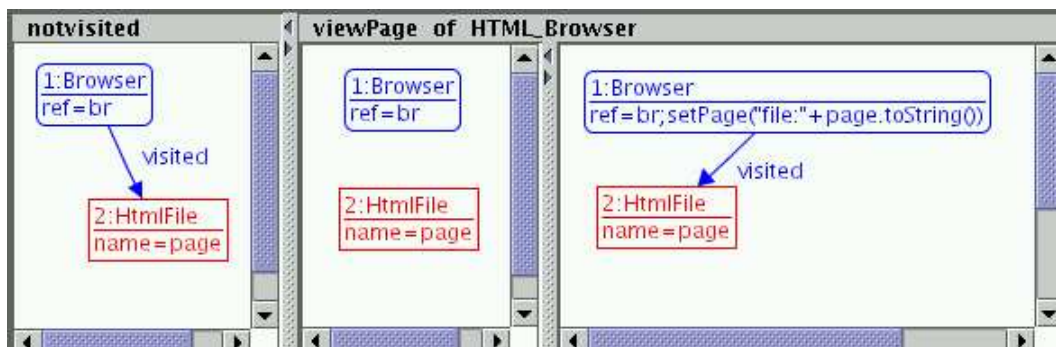 notvisited
1:Browser
ref=br
visited
2:HtmlFile
name=page
viewPage of HTML_Browser
1:Browser
ref=br
2:HtmlFile
name=page
1:Browser
ref=br;setPage("file:"+page.toString())
visited
2:HtmlFile
name=page